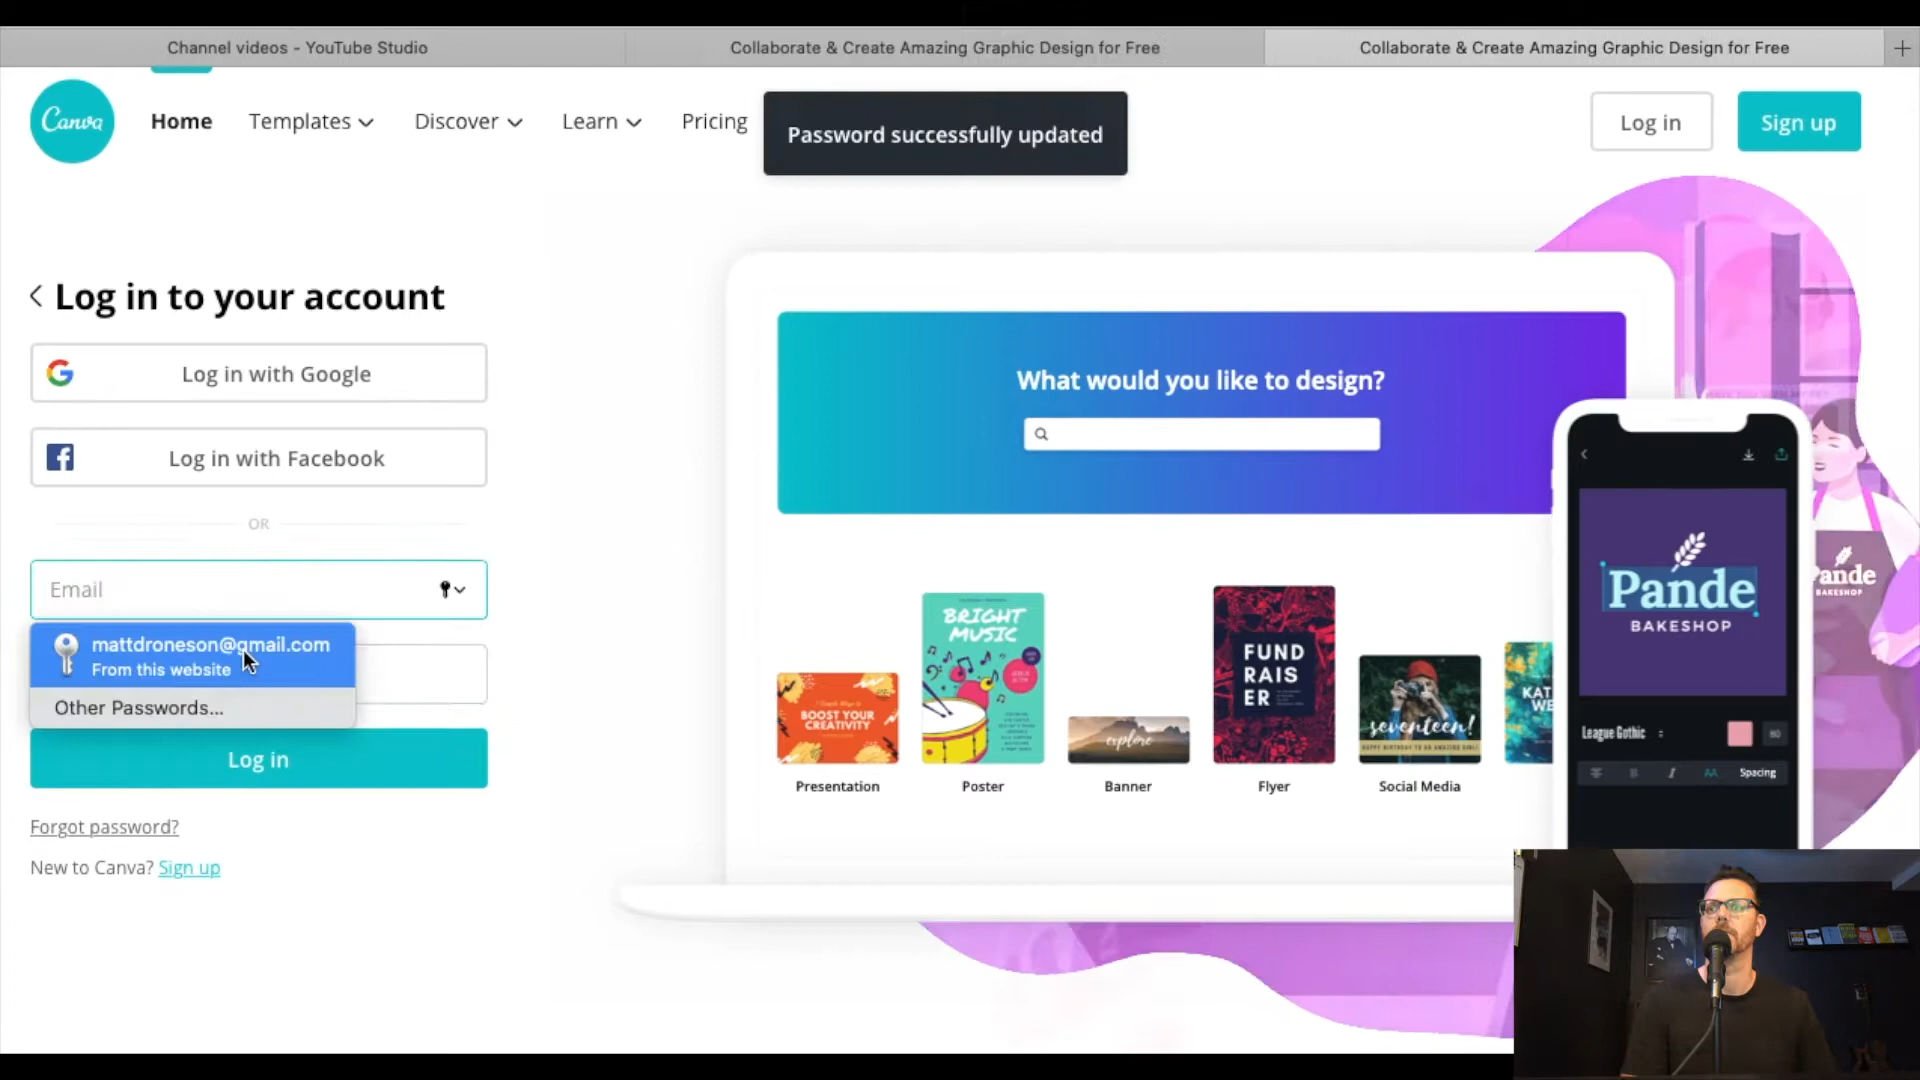 Channel videos - YouTube Studio
Collaborate & Create Amazing Graphic Design for Free
Collaborate & Create Amazing Graphic Design for Free
Canva
Home
Templates
Discover
Learn
Pricing
Password successfully updated
Log in
Sign up
Log in to your account
Log in with Google
Log in with Facebook
OR
Email
mattdroneson@gmail.com
From this website
Other Passwords...
Log in
Forgot password?
New to Canva? Sign up
What would you like to design?
BOOST YOUR
CREATIVITY
BRIGHT
MUSIC
explore
FUND
RAIS
ER
seventeen!
Presentation
Poster
Banner
Flyer
Social Media
Pande
BAKESHOP
League Gothic
Spacing
ande
BAKESHOP